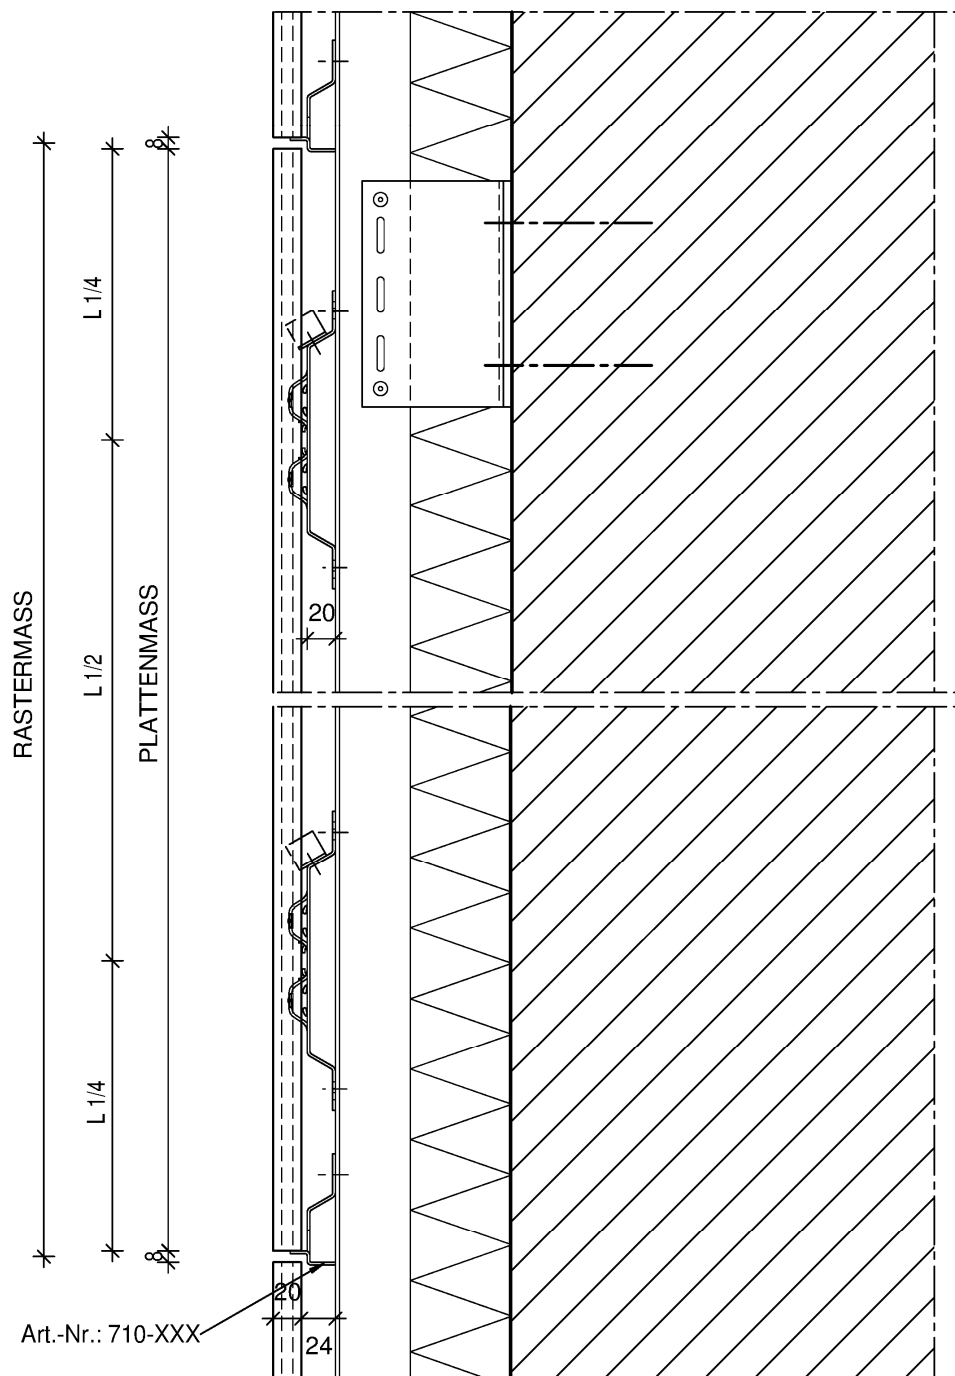 8
L 1/4
20
RASTERMASS
L 1/2
PLATTENMASS
L 1/4
8
20
Art.-Nr.: 710-XXX
24